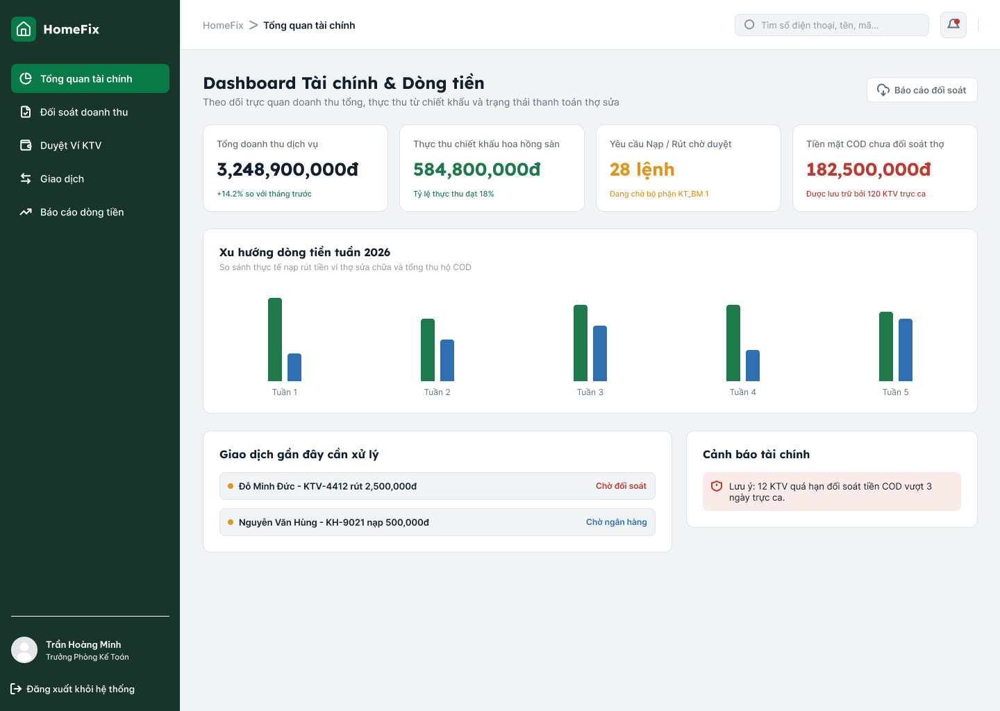 HomeFix
Tổng quan tài chính
Đối soát doanh thu
Duyệt Ví KTV
Giao dịch
Báo cáo dòng tiền
Trần Hoàng Minh
Trưởng Phòng Kế Toán
Đăng xuất khỏi hệ thống
HomeFix > Tổng quan tài chính
Tìm số điện thoại, tên, mã...
Dashboard Tài chính & Dòng tiền
Theo dõi trực quan doanh thu tổng, thực thu từ chiết khấu và trạng thái thanh toán thợ sửa
Báo cáo đối soát
Tổng doanh thu dịch vụ
3,248,900,000đ
+14.2% so với tháng trước
Thực thu chiết khấu hoa hồng sàn
584,800,000đ
Tỷ lệ thực thu đạt 18%
Yêu cầu Nạp / Rút chờ duyệt
28 lệnh
Đang chờ bộ phận KT_BM 1
Tiền mặt COD chưa đối soát thợ
182,500,000đ
Được lưu trữ bởi 120 KTV trực ca
Xu hướng dòng tiền tuần 2026
So sánh thực tế nạp rút tiền ví thợ sửa chữa và tổng thu hộ COD
Tuần 1
Tuần 2
Tuần 3
Tuần 4
Tuần 5
Giao dịch gần đây cần xử lý
Đỗ Minh Đức - KTV-4412 rút 2,500,000đ
Chờ đối soát
Nguyễn Văn Hùng - KH-9021 nạp 500,000đ
Chờ ngân hàng
Cảnh báo tài chính
Lưu ý: 12 KTV quá hạn đối soát tiền COD vượt 3
ngày trực ca.